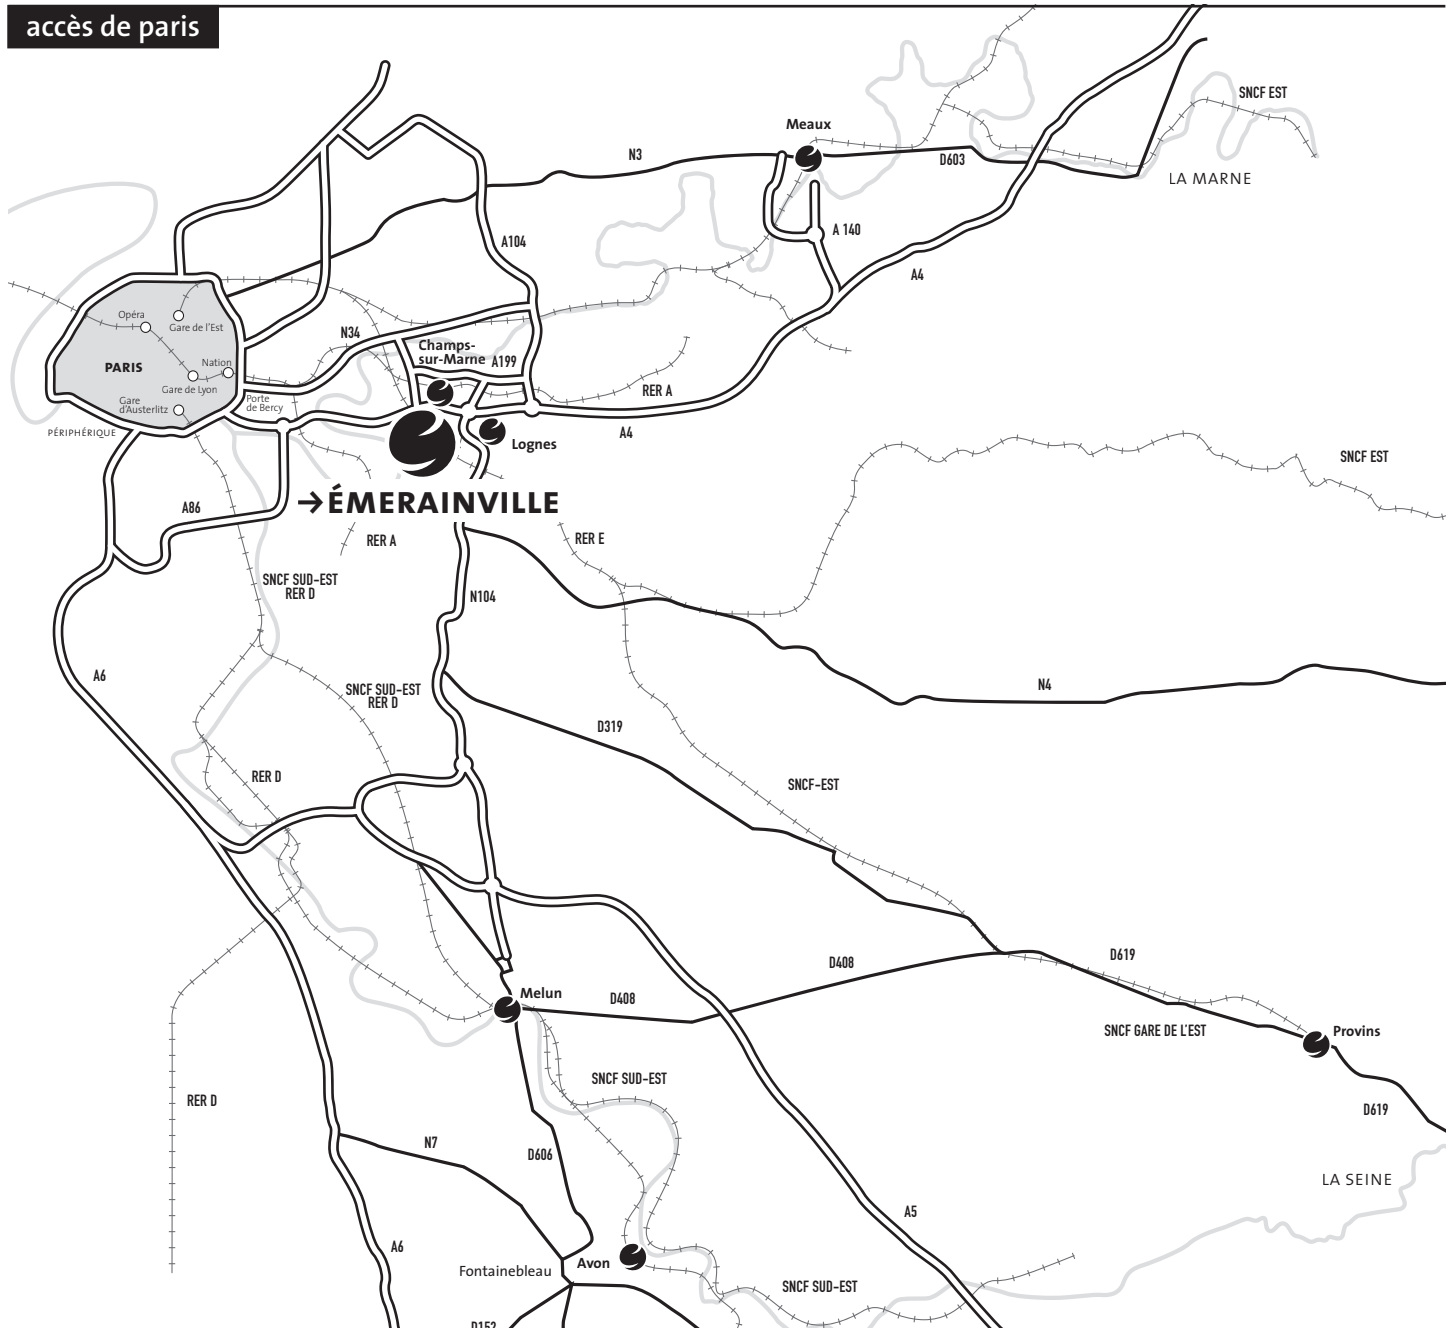 accès de paris
SNCF EST
Meaux
N3
D603
LA MARNE
A 140
A104
A4
Opéra
Gare de l'Est
N34
Champs-
sur-Marne
A199
PARIS
Nation
Gare de Lyon
RER A
Gare
d'Austerlitz
Porte
de Bercy
PÉRIPHÉRIQUE
A4
Lognes
SNCF EST
A86
→ÉMERAINVILLE
RER A
RER E
SNCF SUD-EST
RER D
N104
A6
SNCF SUD-EST
RER D
N4
D319
RER D
SNCF-EST
D408
D619
Melun
D408
SNCF GARE DE L'EST
Provins
SNCF SUD-EST
RER D
D619
N7
D606
LA SEINE
A5
A6
Avon
Fontainebleau
SNCF SUD-EST
D152